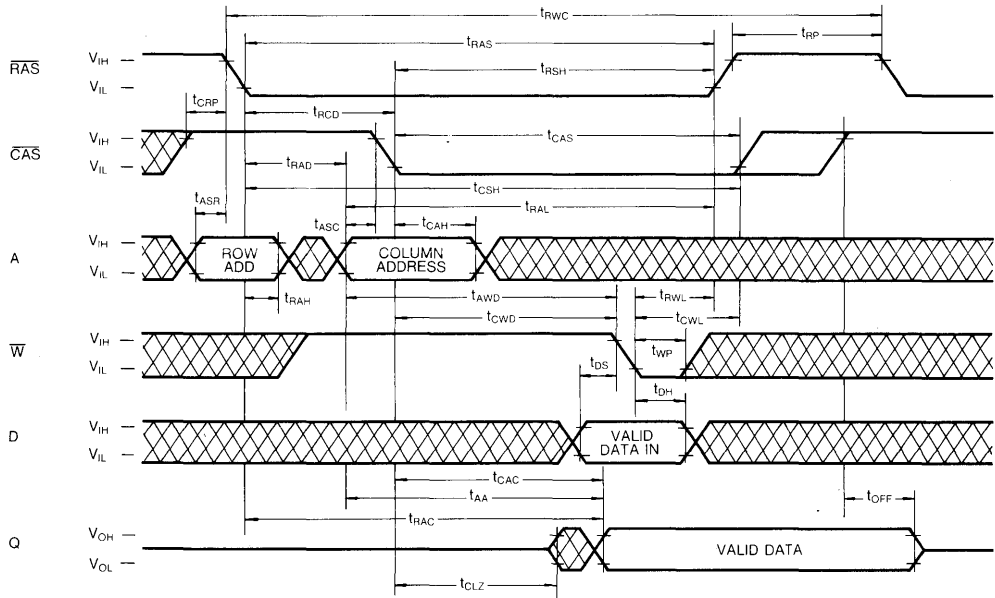 tRWC
tRAS
tRP
RAS
VIH
VIL
tRSH
tCRP
tRCD
tCAS
CAS
VIH
VIL
tRAD
tCSH
tRAL
tASR
tASC
tCAH
A
VIH
VIL
ROW
ADD
COLUMN
ADDRESS
tRAH
tAWD
tRWL
tCWD
tCWL
W
VIH
VIL
tWP
tDS
tDH
D
VIH
VIL
VALID
DATA IN
tCAC
tAA
tOFF
tRAC
Q
VOH
VOL
VALID DATA
tCLZ